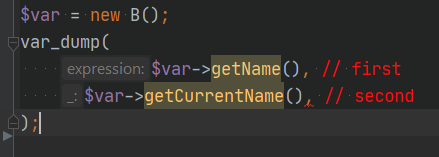 $var = new B();
var_dump(
expression: $var->getName(), // first
_: $var->getCurrentName(), // second
);